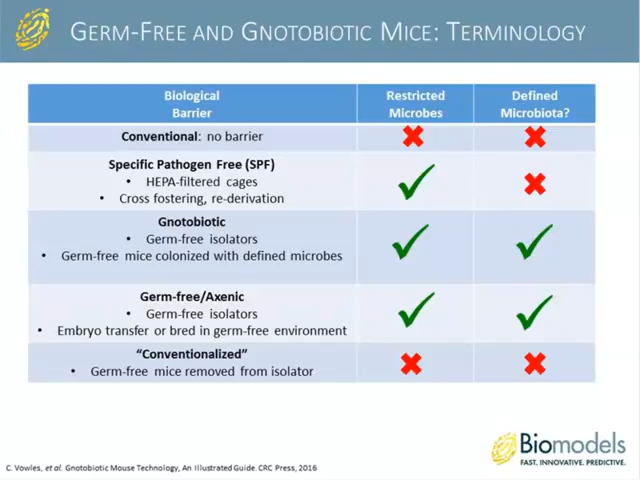 GERM-FREE AND GNOTOBIOTIC MICE: TERMINOLOGY
Biological Barrier
Restricted Microbes
Defined Microbiota?
Conventional: no barrier
Specific Pathogen Free (SPF)
• HEPA-filtered cages
• Cross fostering, re-derivation
Gnotobiotic
• Germ-free isolators
• Germ-free mice colonized with defined microbes
Germ-free/Axenic
• Germ-free isolators
• Embryo transfer or bred in germ-free environment
“Conventionalized”
• Germ-free mice removed from isolator
Biomodels
FAST. INNOVATIVE. PREDICTIVE.
C. Vowles, et al. Gnotobiotic Mouse Technology, An Illustrated Guide. CRC Press, 2016